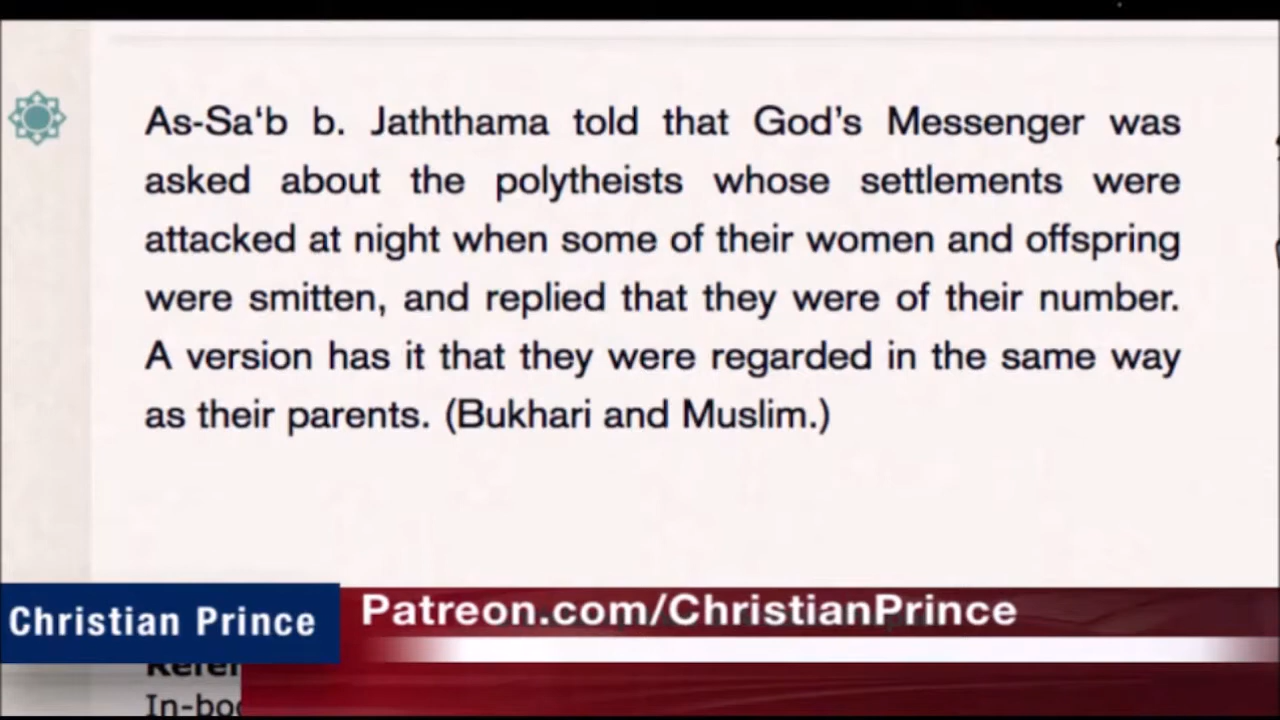 As-Sa‘b b. Jaththama told that God’s Messenger was
asked about the polytheists whose settlements were
attacked at night when some of their women and offspring
were smitten, and replied that they were of their number.
A version has it that they were regarded in the same way
as their parents. (Bukhari and Muslim.)
Christian Prince
Patreon.com/ChristianPrince